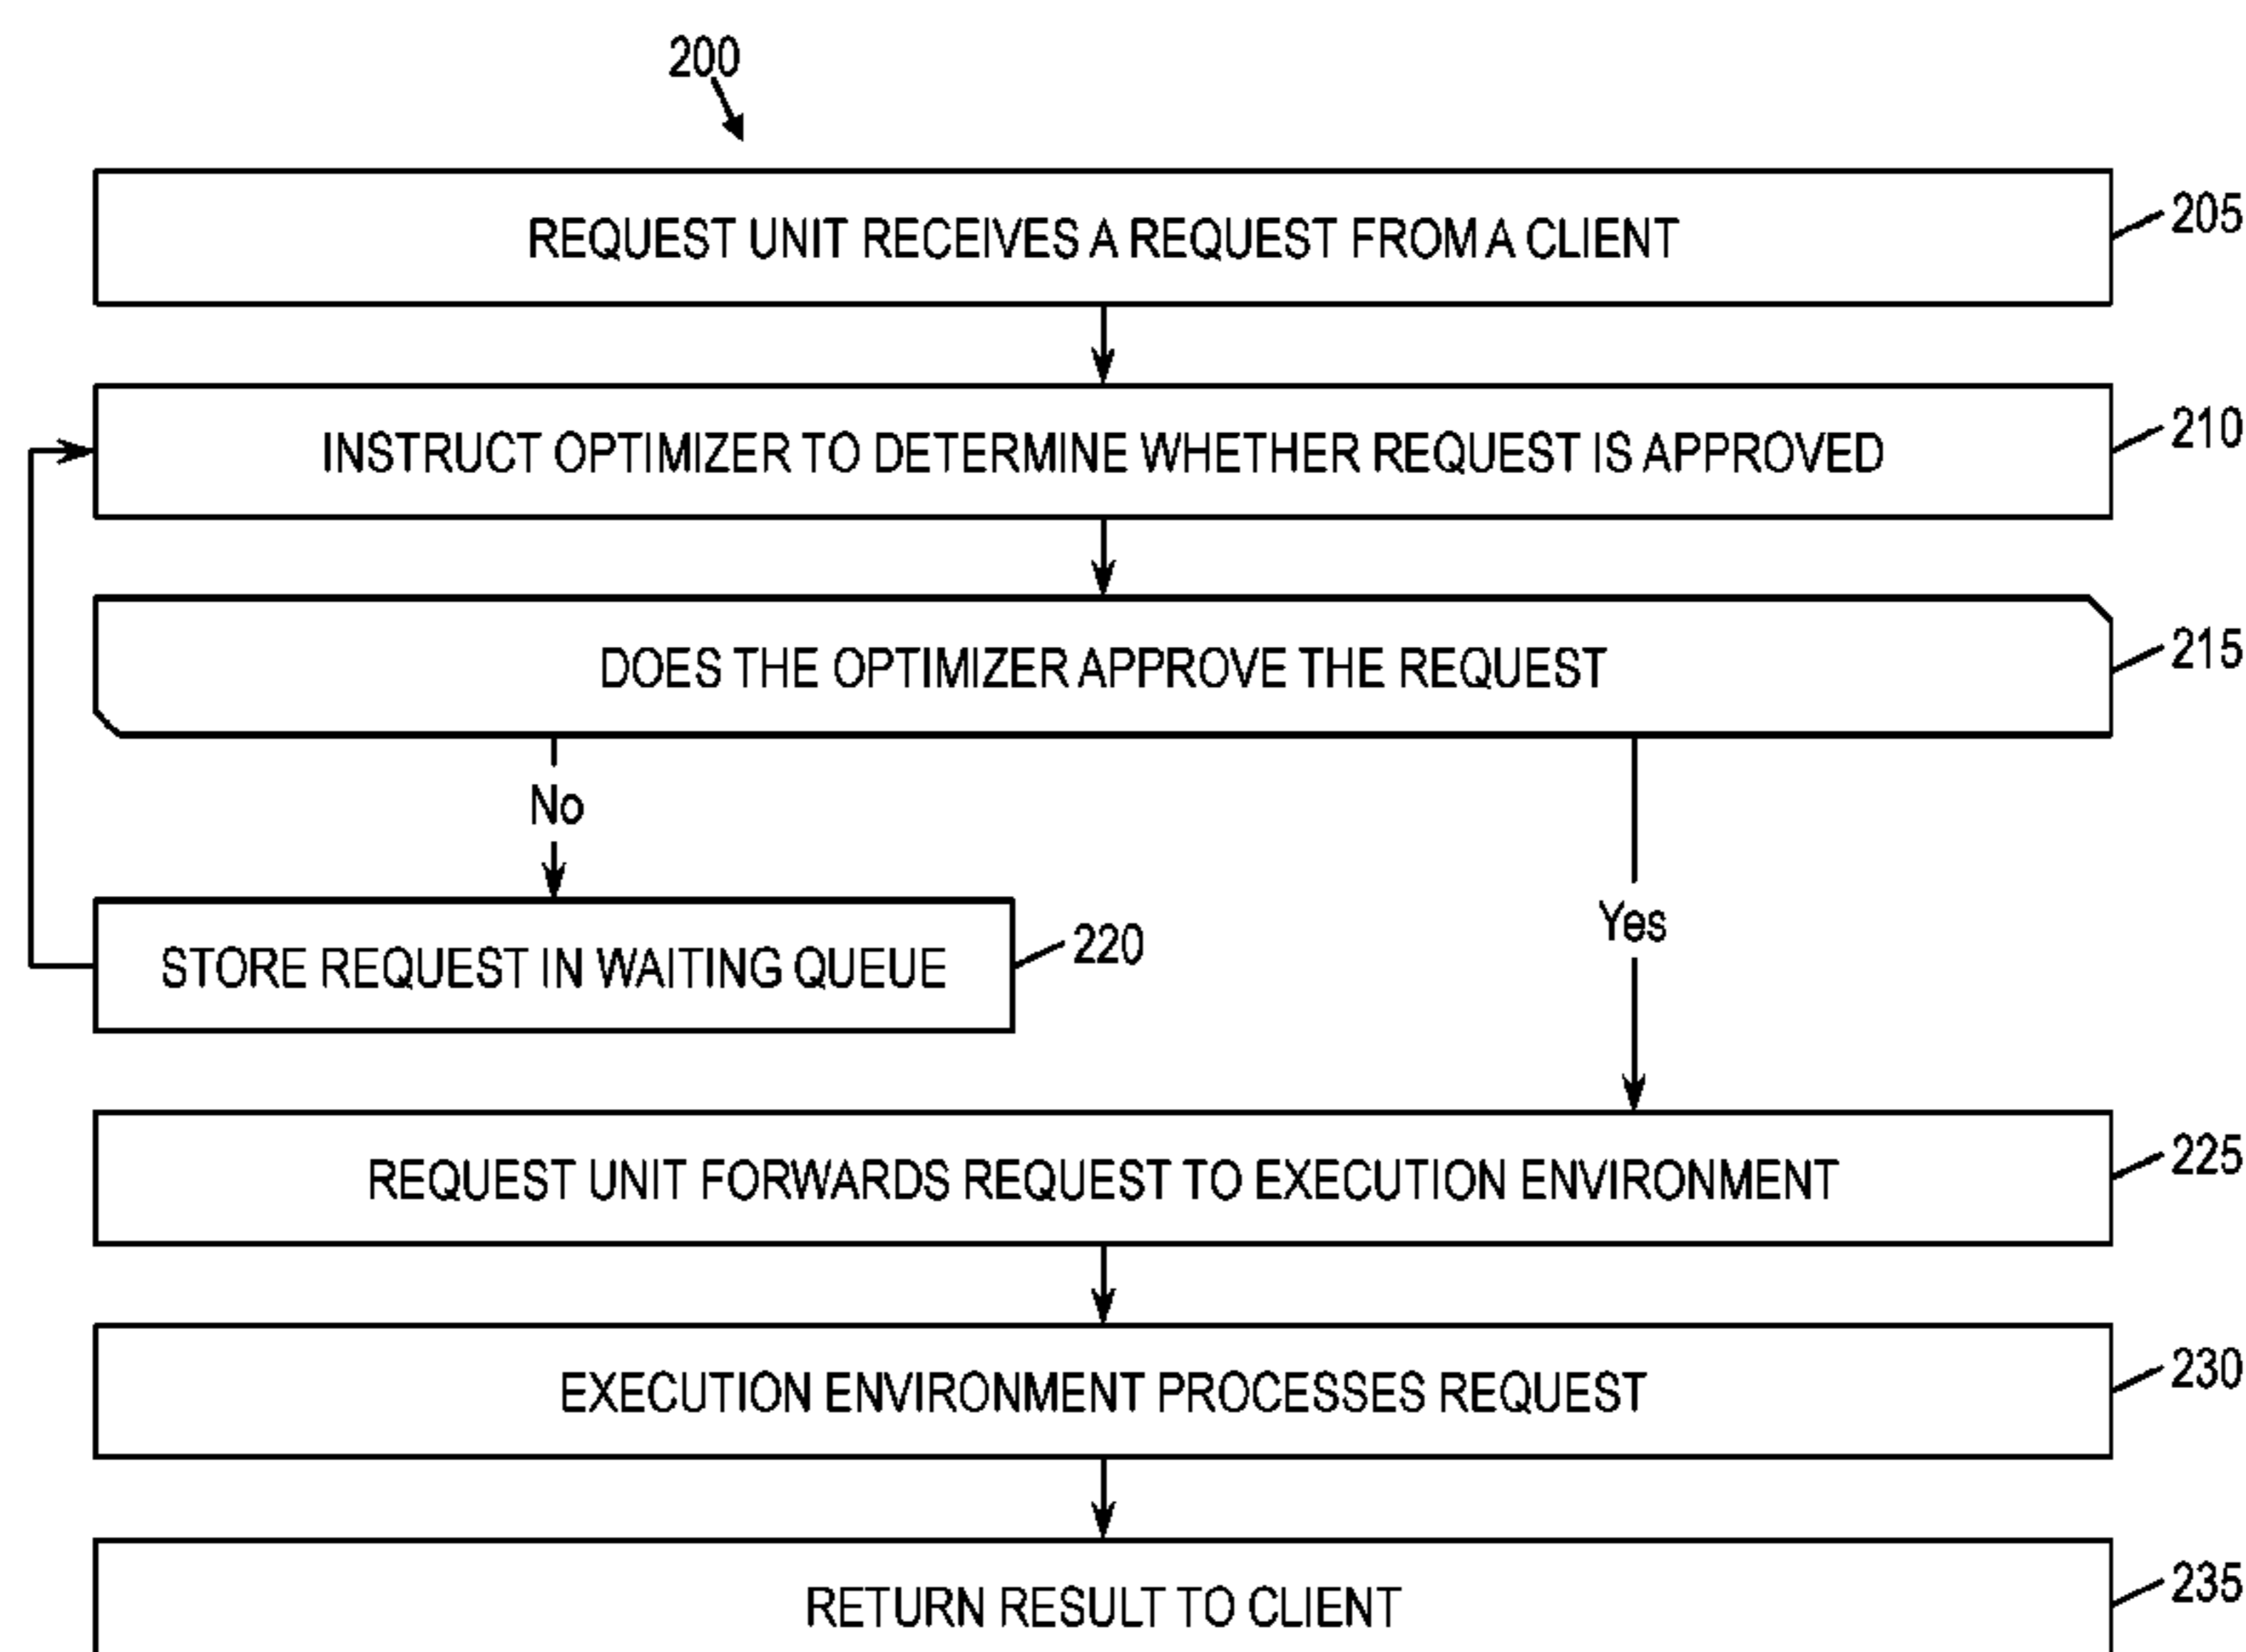 200
REQUEST UNIT RECEIVES A REQUEST FROM A CLIENT
205
INSTRUCT OPTIMIZER TO DETERMINE WHETHER REQUEST IS APPROVED
210
DOES THE OPTIMIZER APPROVE THE REQUEST
215
No
Yes
STORE REQUEST IN WAITING QUEUE
220
REQUEST UNIT FORWARDS REQUEST TO EXECUTION ENVIRONMENT
225
EXECUTION ENVIRONMENT PROCESSES REQUEST
230
RETURN RESULT TO CLIENT
235